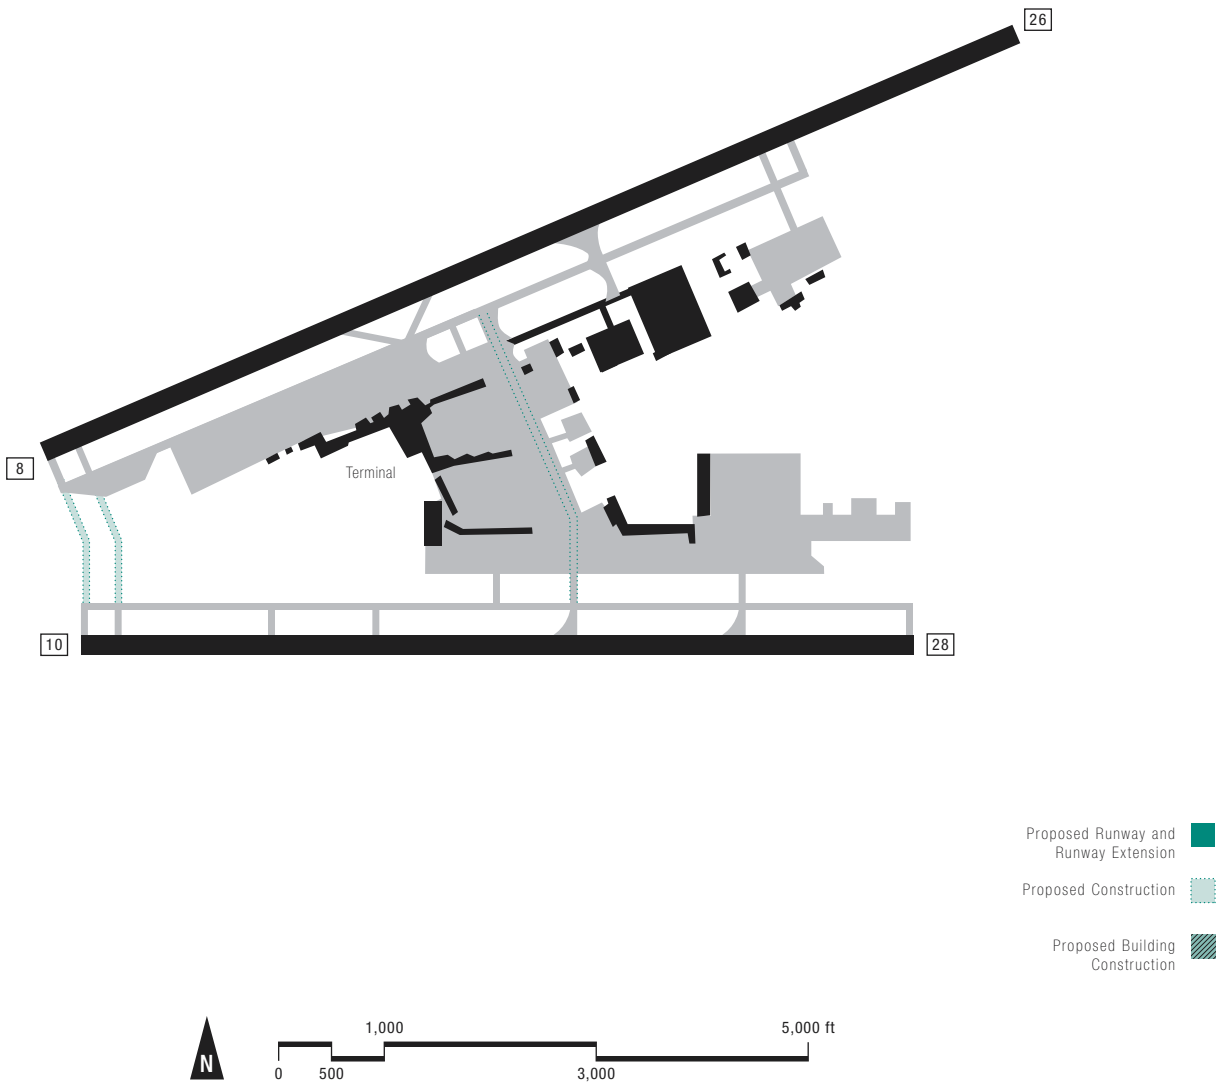 26
8
Terminal
10
28
Proposed Runway and
Runway Extension
Proposed Construction
Proposed Building
Construction
N
1,000
5,000 ft
0
500
3,000